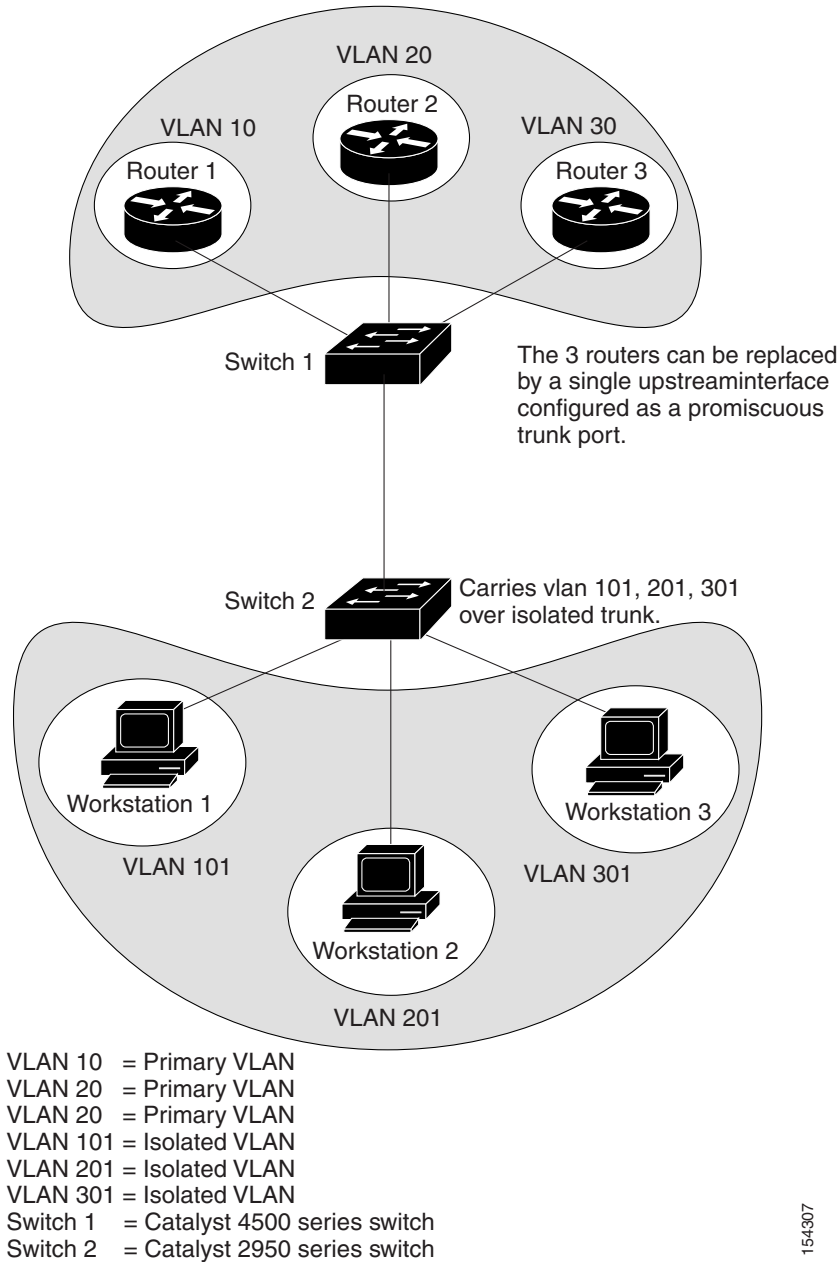 VLAN 20
Router 2
VLAN 10
VLAN 30
Router 1
Router 3
Switch 1
The 3 routers can be replaced
by a single upstreaminterface
configured as a promiscuous
trunk port.
Switch 2
Carries vlan 101, 201, 301
over isolated trunk.
Workstation 1
Workstation 3
VLAN 101
VLAN 301
Workstation 2
VLAN 201
VLAN 10 = Primary VLAN
VLAN 20 = Primary VLAN
VLAN 20 = Primary VLAN
VLAN 101 = Isolated VLAN
VLAN 201 = Isolated VLAN
VLAN 301 = Isolated VLAN
Switch 1 = Catalyst 4500 series switch
Switch 2 = Catalyst 2950 series switch
154307